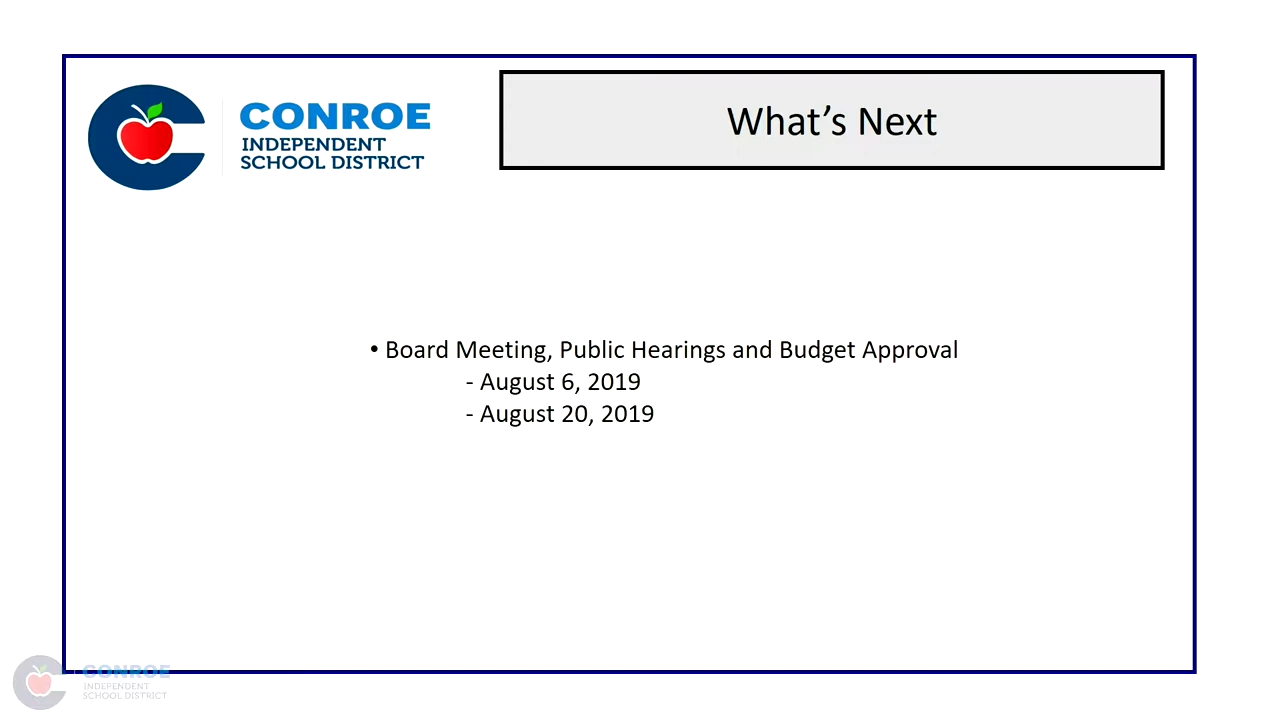 CONROE
INDEPENDENT
SCHOOL DISTRICT
What's Next
• Board Meeting, Public Hearings and Budget Approval
- August 6, 2019
- August 20, 2019
CONROE
INDEPENDENT
SCHOOL DISTRICT